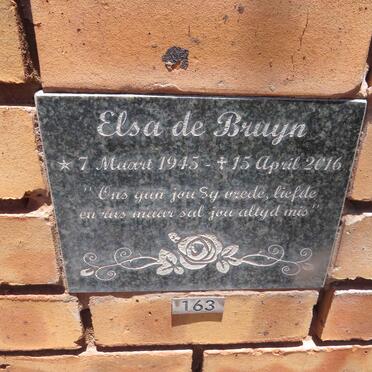 Elsa de Bruyn
★ 7 Maart 1945 - ✝ 15 April 2016
"Ons gun jou Sy vrede, liefde
en rus maar sal jou altyd mis"
163